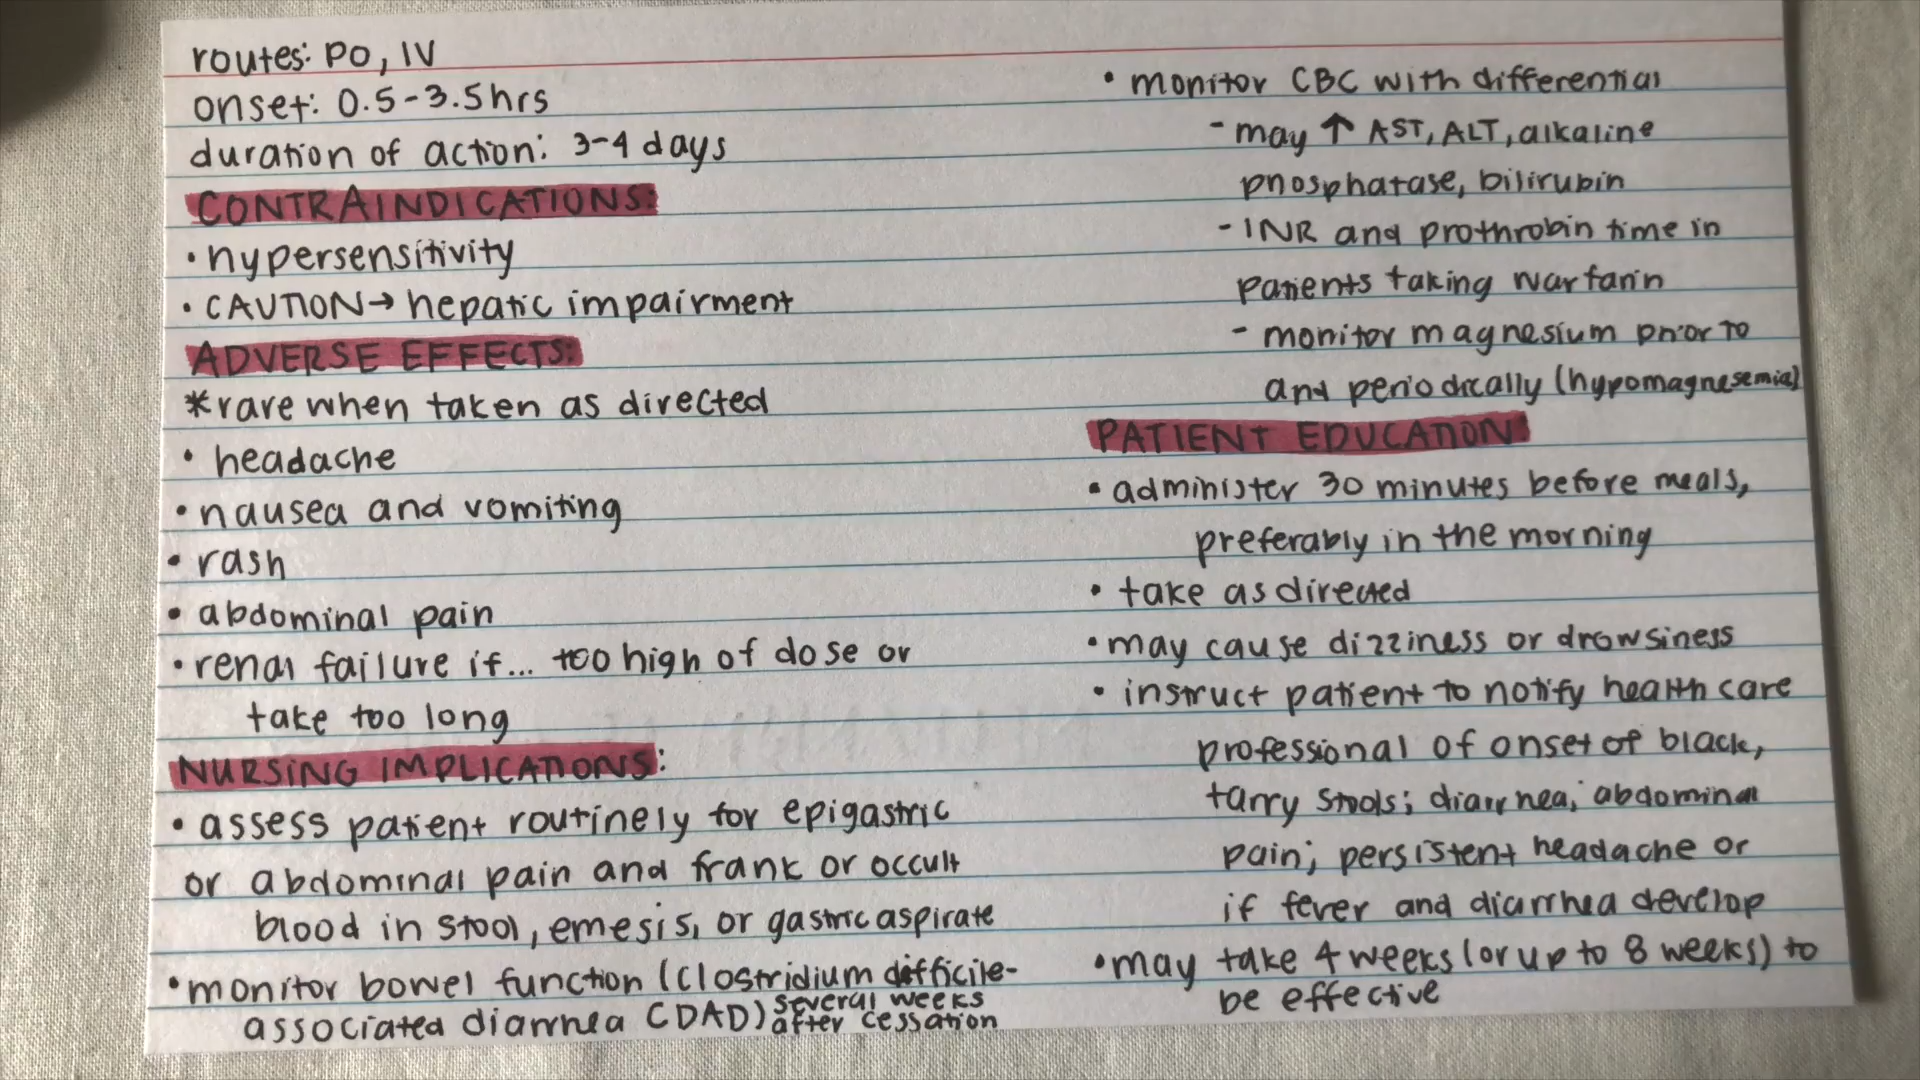 routes: PO, IV
onset: 0.5-3.5hrs
duration of action: 3-4 days
CONTRAINDICATIONS:
• hypersensitivity
• CAUTION→ hepatic impairment
ADVERSE EFFECTS:
*rare when taken as directed
• headache
• nausea and vomiting
• rash
• abdominal pain
• renal failure if... too high of dose or
take too long
NURSING IMPLICATIONS:
• assess patient routinely for epigastric
or abdominal pain and frank or occult
blood in stool, emesis, or gastric aspirate
• monitor bowel function (Clostridium difficile-
associated diarrhea CDAD) several weeks
after cessation
• monitor CBC with differential
- may ↑ AST, ALT, alkaline
phosphatase, bilirubin
- INR and prothrobin time in
patients taking warfarin
- monitor magnesium prior to
and periodically (hypomagnesemia)
PATIENT EDUCATION:
• administer 30 minutes before meals,
preferably in the morning
• take as directed
• may cause dizziness or drowsiness
• instruct patient to notify health care
professional of onset of black,
tarry stools; diarrhea; abdominal
pain; persistent headache or
if fever and diarrhea develop
• may take 4 weeks (or up to 8 weeks) to
be effective